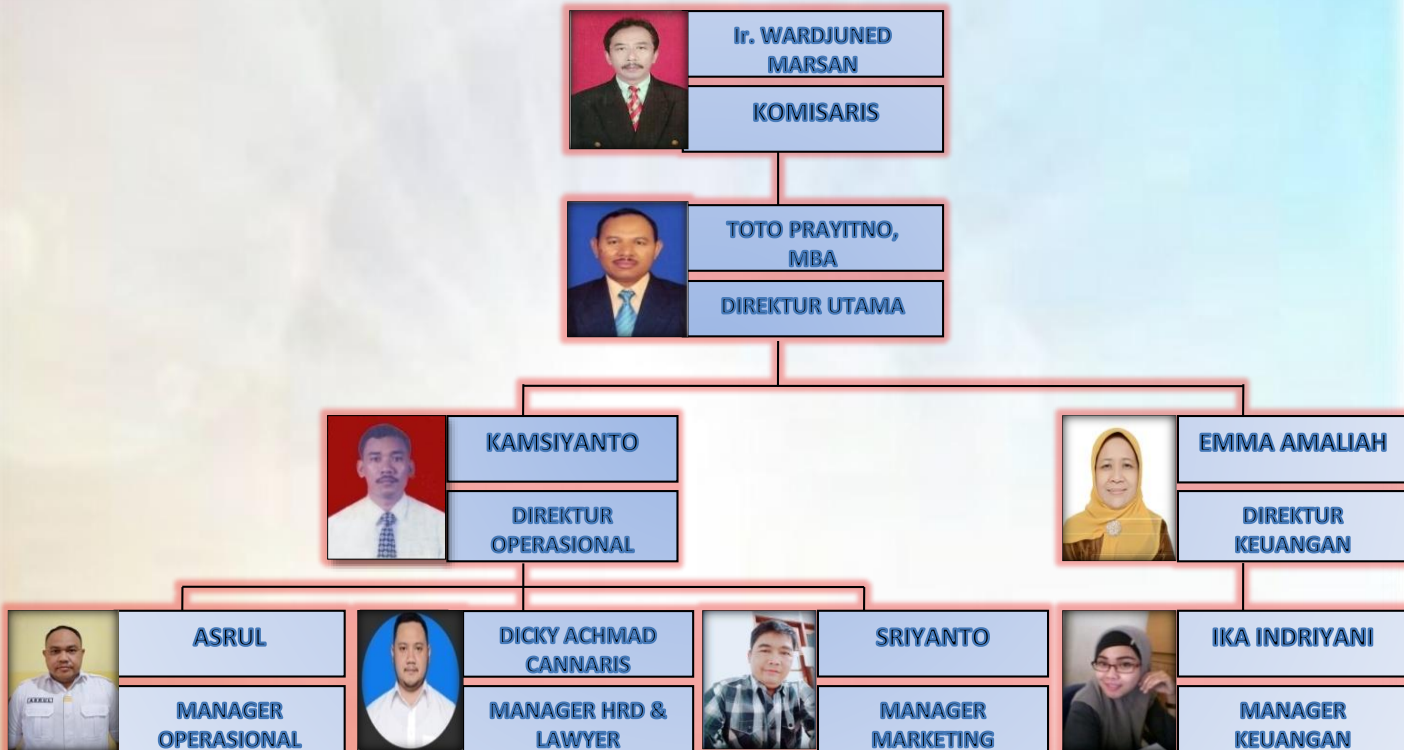 Ir. WARDJUNED
MARSAN
KOMISARIS
TOTO PRAYITNO,
MBA
DIREKTUR UTAMA
KAMSIYANTO
DIREKTUR
OPERASIONAL
EMMA AMALIAH
DIREKTUR
KEUANGAN
ASRUL
MANAGER
OPERASIONAL
DICKY ACHMAD
CANNARIS
MANAGER HRD &
LAWYER
SRIYANTO
MANAGER
MARKETING
IKA INDRIYANI
MANAGER
KEUANGAN